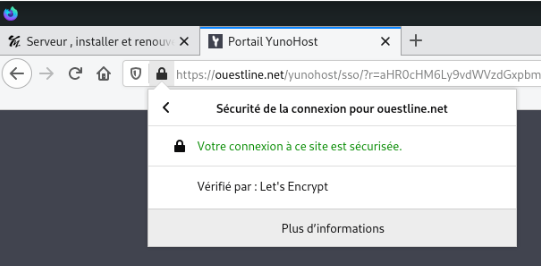 Serveur , installer et renouv
Portail YunoHost
https://ouestline.net/yunohost/sso/?r=aHR0cHM6Ly9vdWVzdGxpbm
Sécurité de la connexion pour ouestline.net
Votre connexion à ce site est sécurisée.
Vérifié par : Let's Encrypt
Plus d’informations